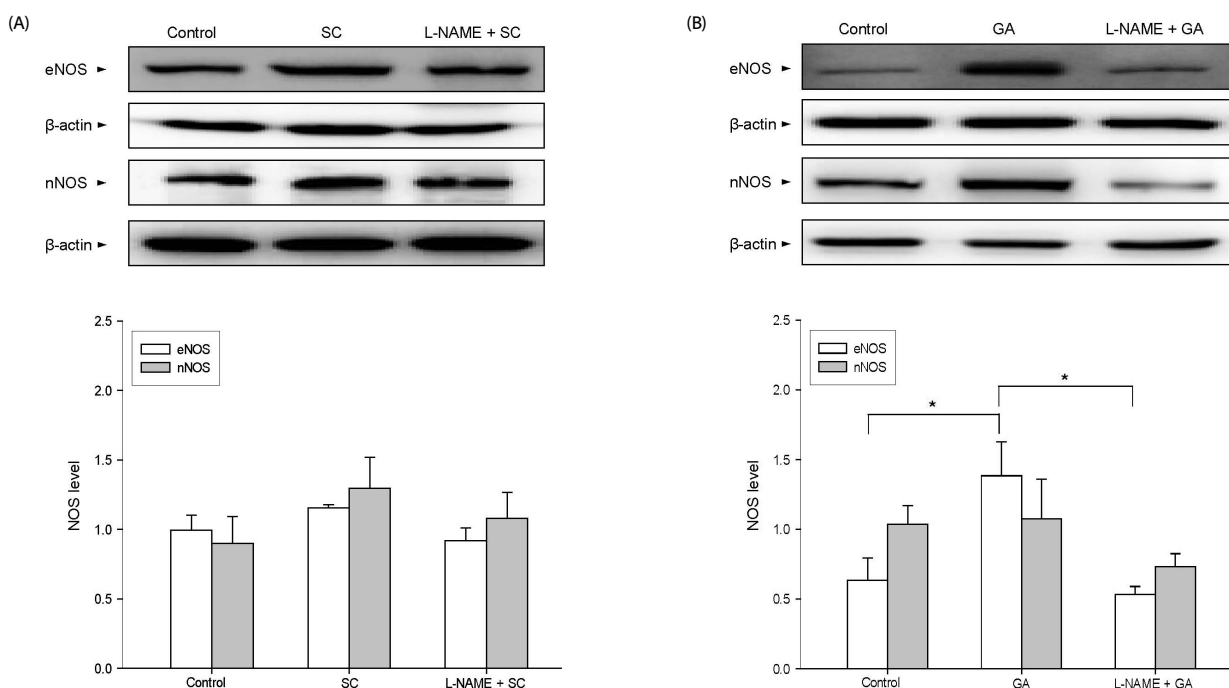 (A)
Control SC L-NAME + SC
eNOS ►
β-actin ►
nNOS ►
β-actin ►
2.5
2.0
1.5
1.0
0.5
0.0
NOS level
eNOS
nNOS
Control SC L-NAME + SC
(B)
Control GA L-NAME + GA
eNOS ►
β-actin ►
nNOS ►
β-actin ►
2.5
2.0
1.5
1.0
0.5
0.0
NOS level
eNOS
nNOS
*
*
Control GA L-NAME + GA